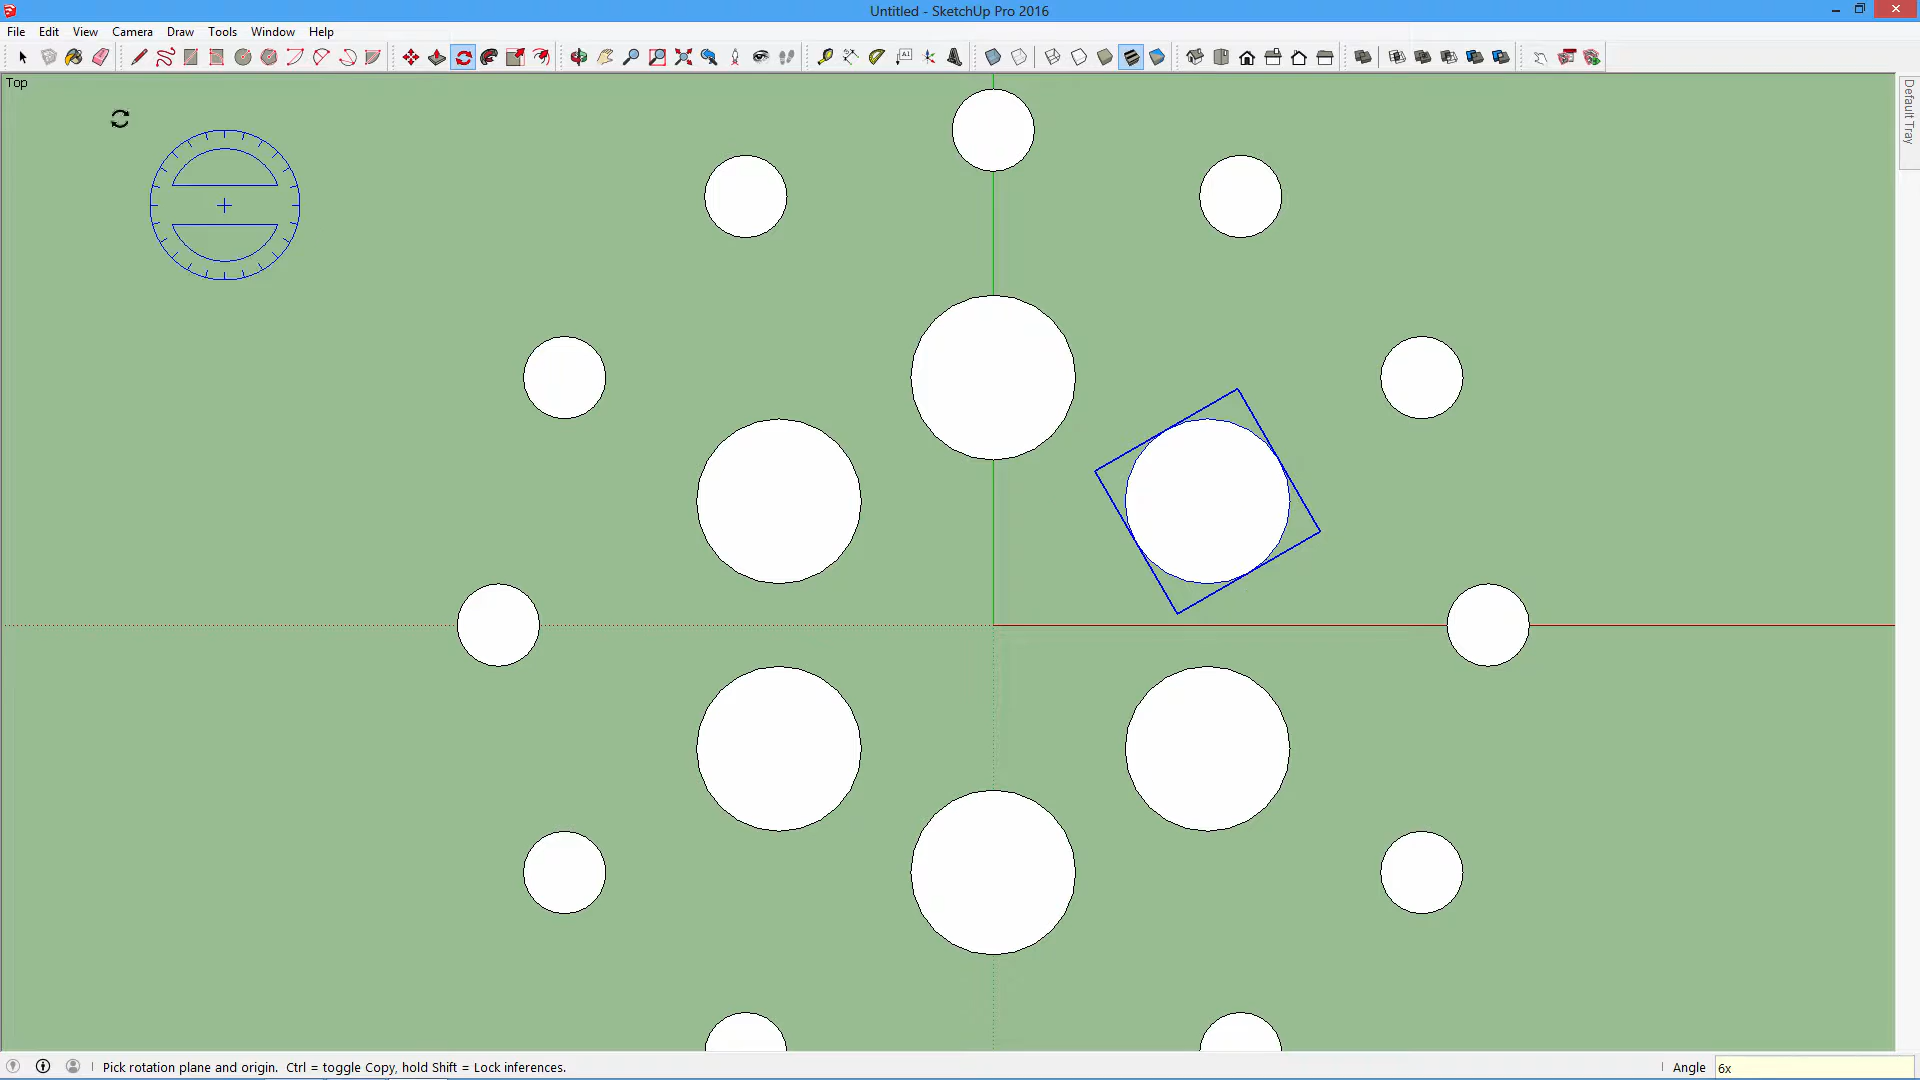 Untitled - SketchUp Pro 2016
File Edit View Camera Draw Tools Window Help
Top
Default Tray
Pick rotation plane and origin. Ctrl = toggle Copy, hold Shift = Lock inferences.
Angle 6x